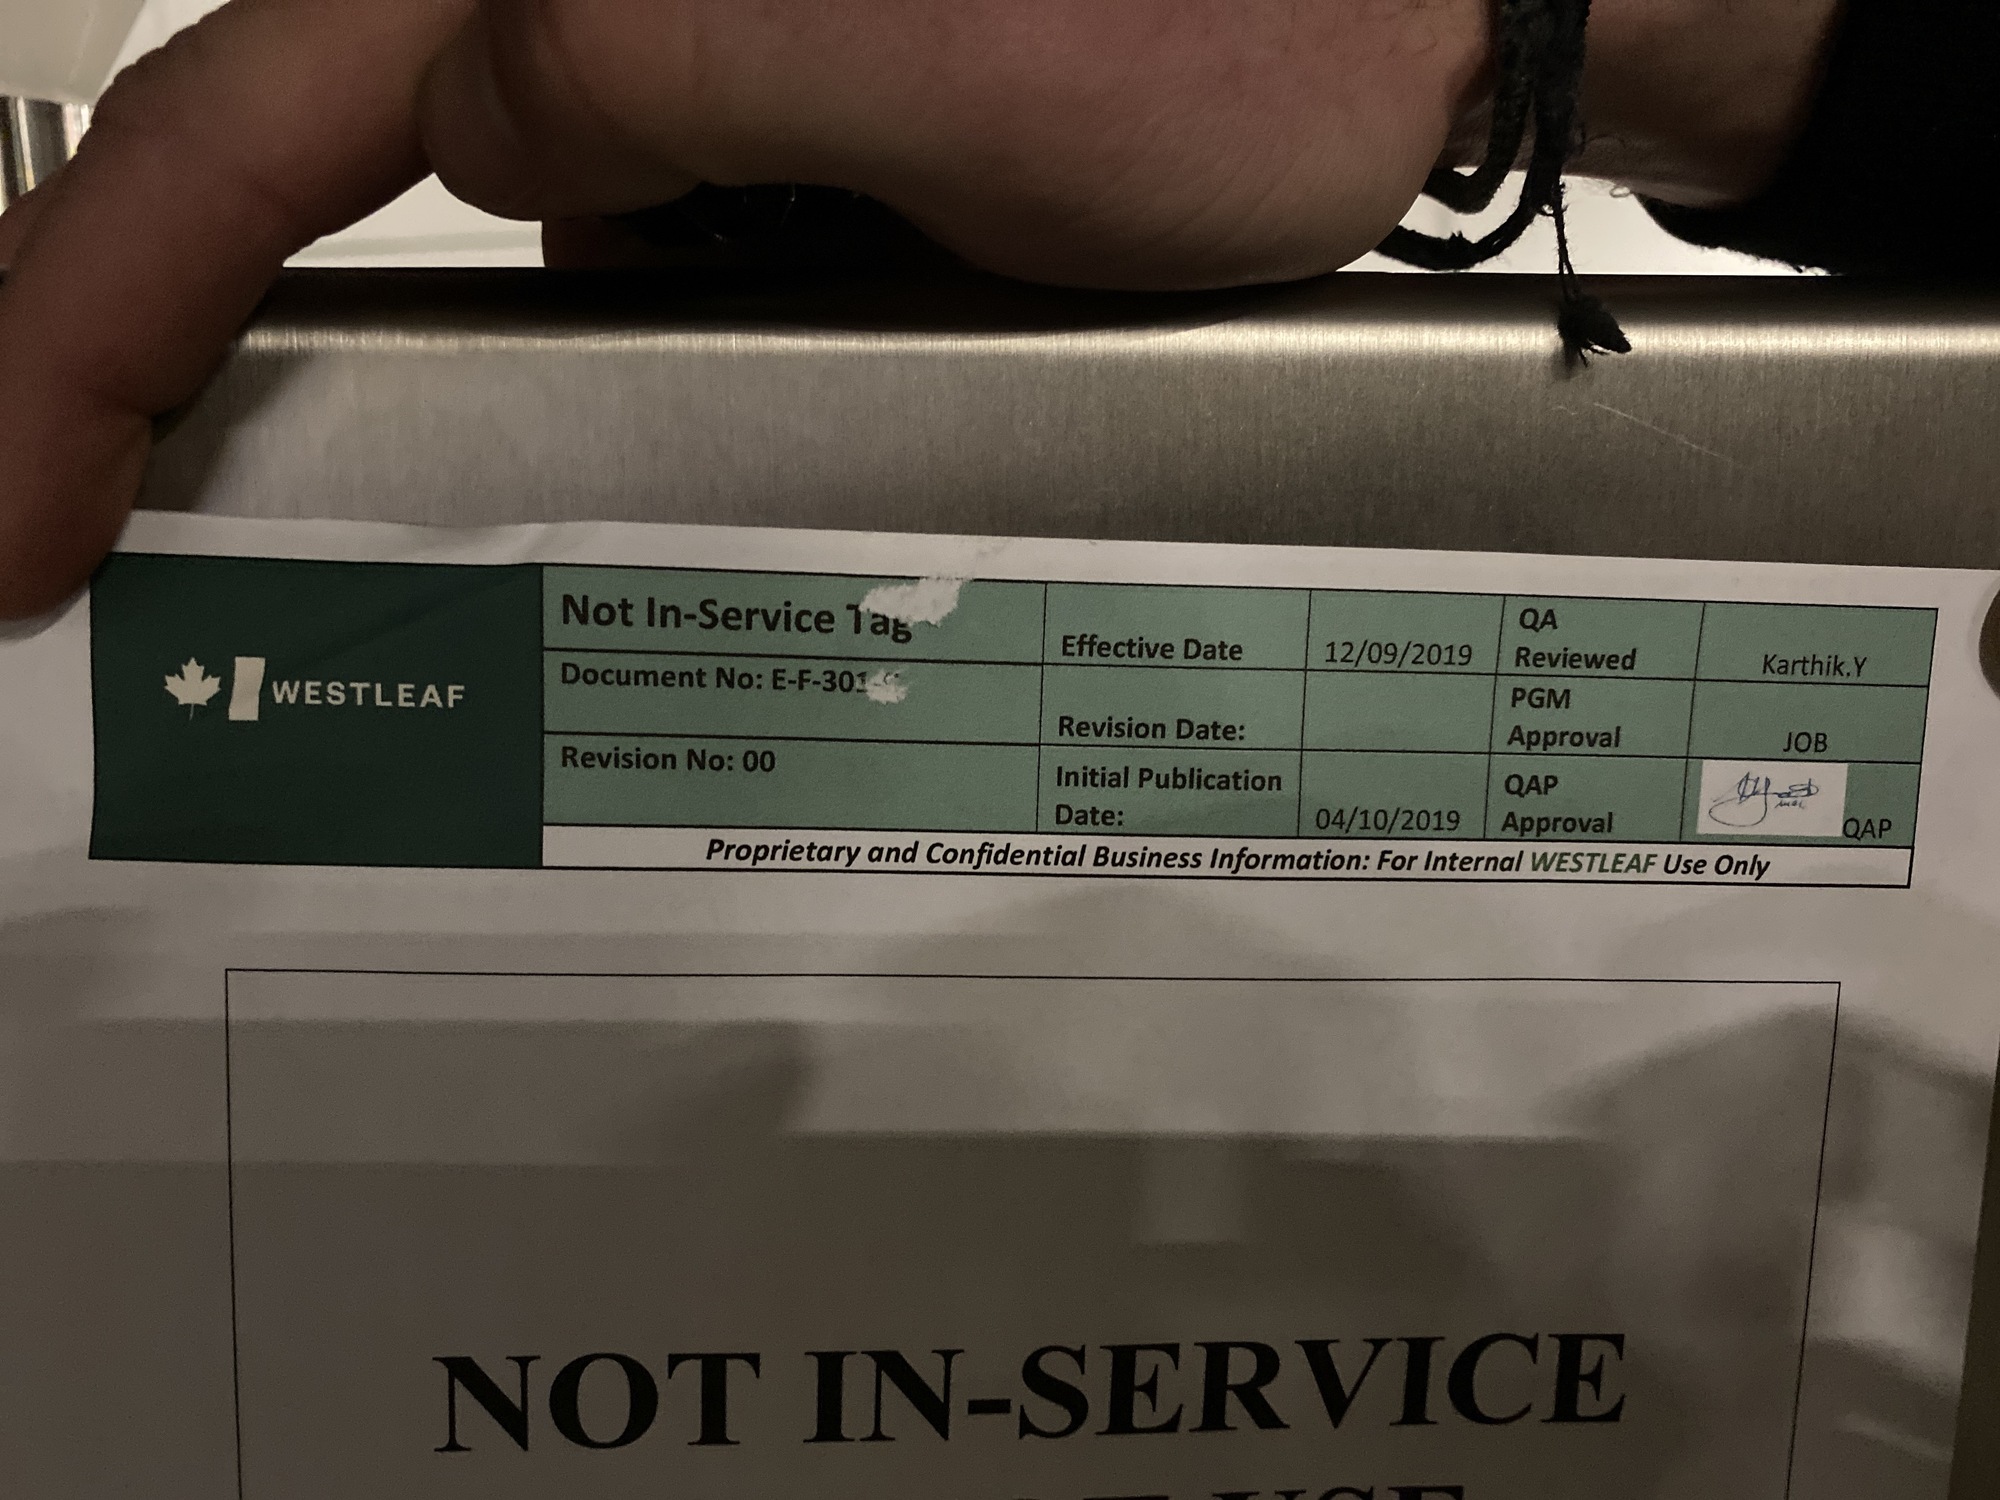 WESTLEAF
Not In-Service Tag
Effective Date
12/09/2019
QA
Reviewed
Karthik.Y
Document No:
Revision Date:
PGM
Approval
JOB
Revision No: 00
Initial Publication
Date:
04/10/2019
QAP
Approval
QAP
Proprietary and Confidential Business Information: For Internal WESTLEAF Use Only
NOT IN-SERVICE
USE